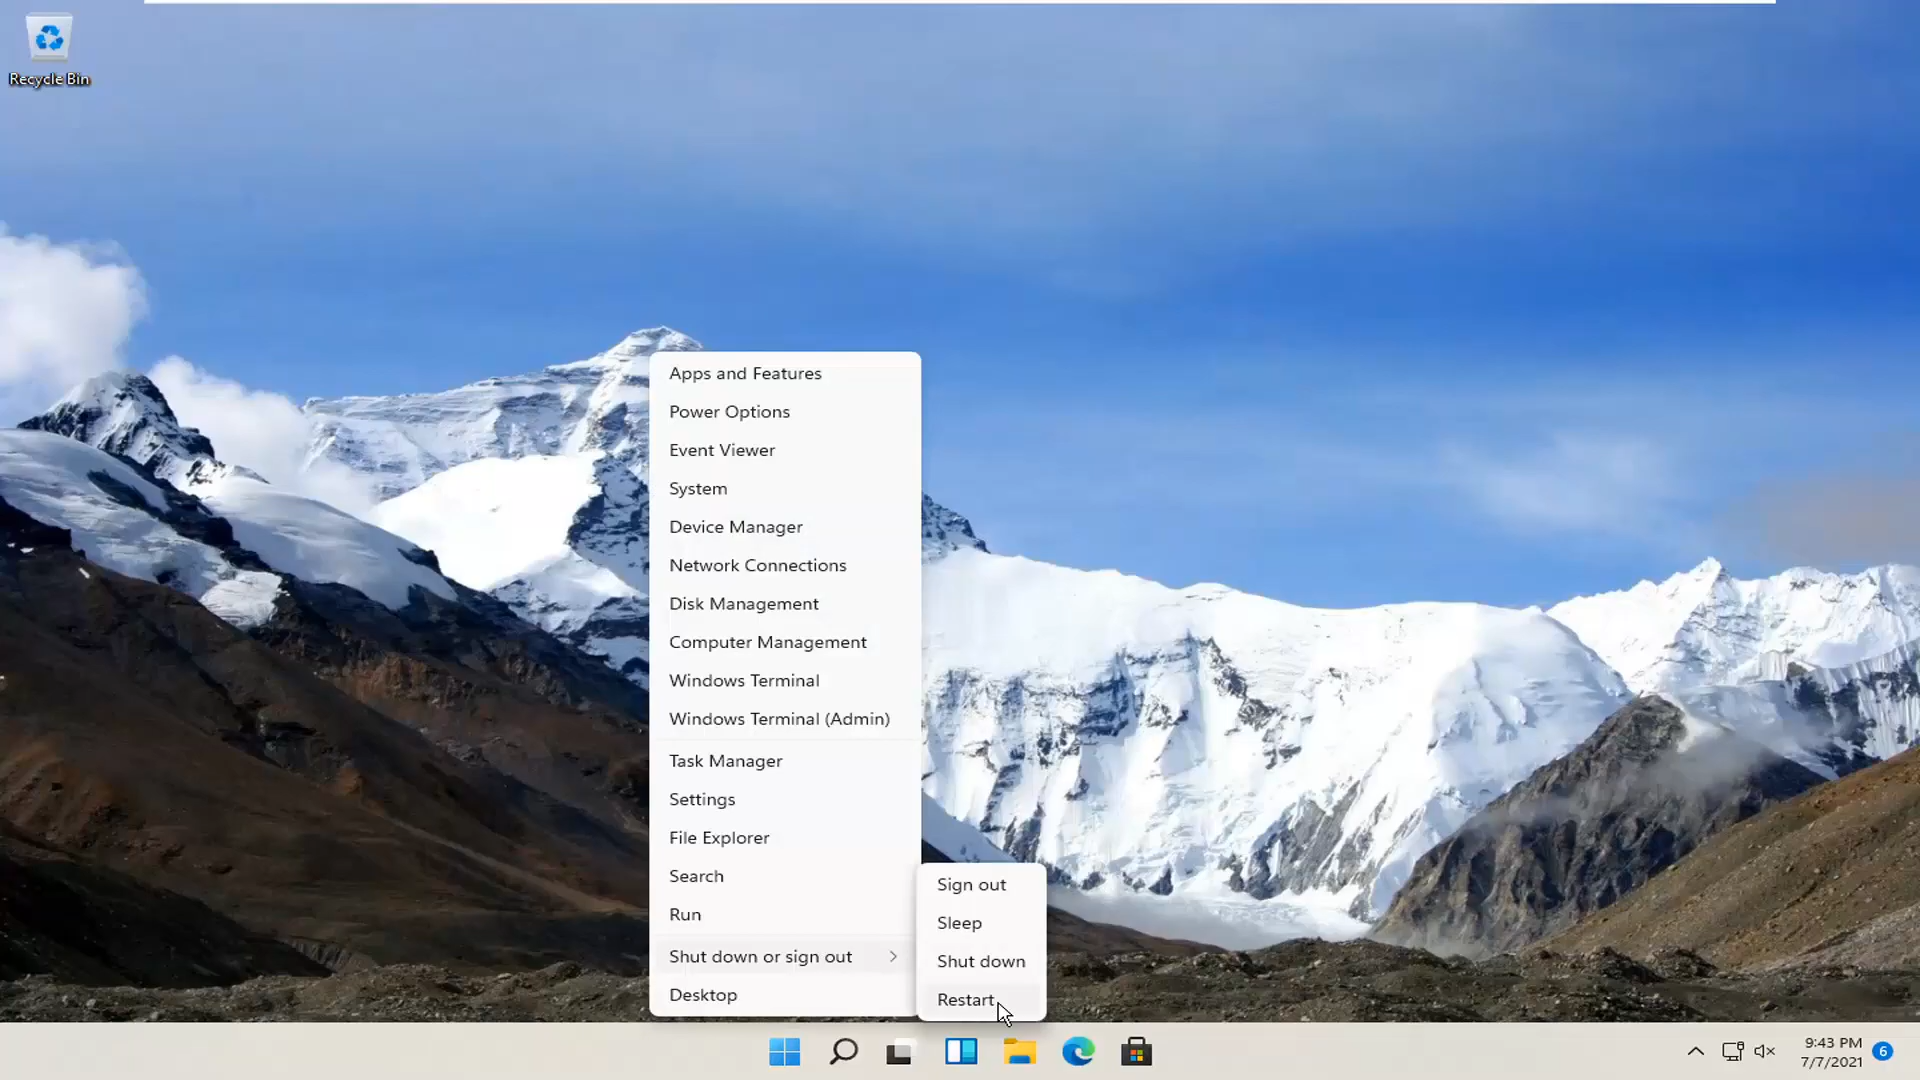 Recycle Bin
Apps and Features
Power Options
Event Viewer
System
Device Manager
Network Connections
Disk Management
Computer Management
Windows Terminal
Windows Terminal (Admin)
Task Manager
Settings
File Explorer
Search
Run
Shut down or sign out
Desktop
Sign out
Sleep
Shut down
Restart
9:43 PM
7/7/2021
6